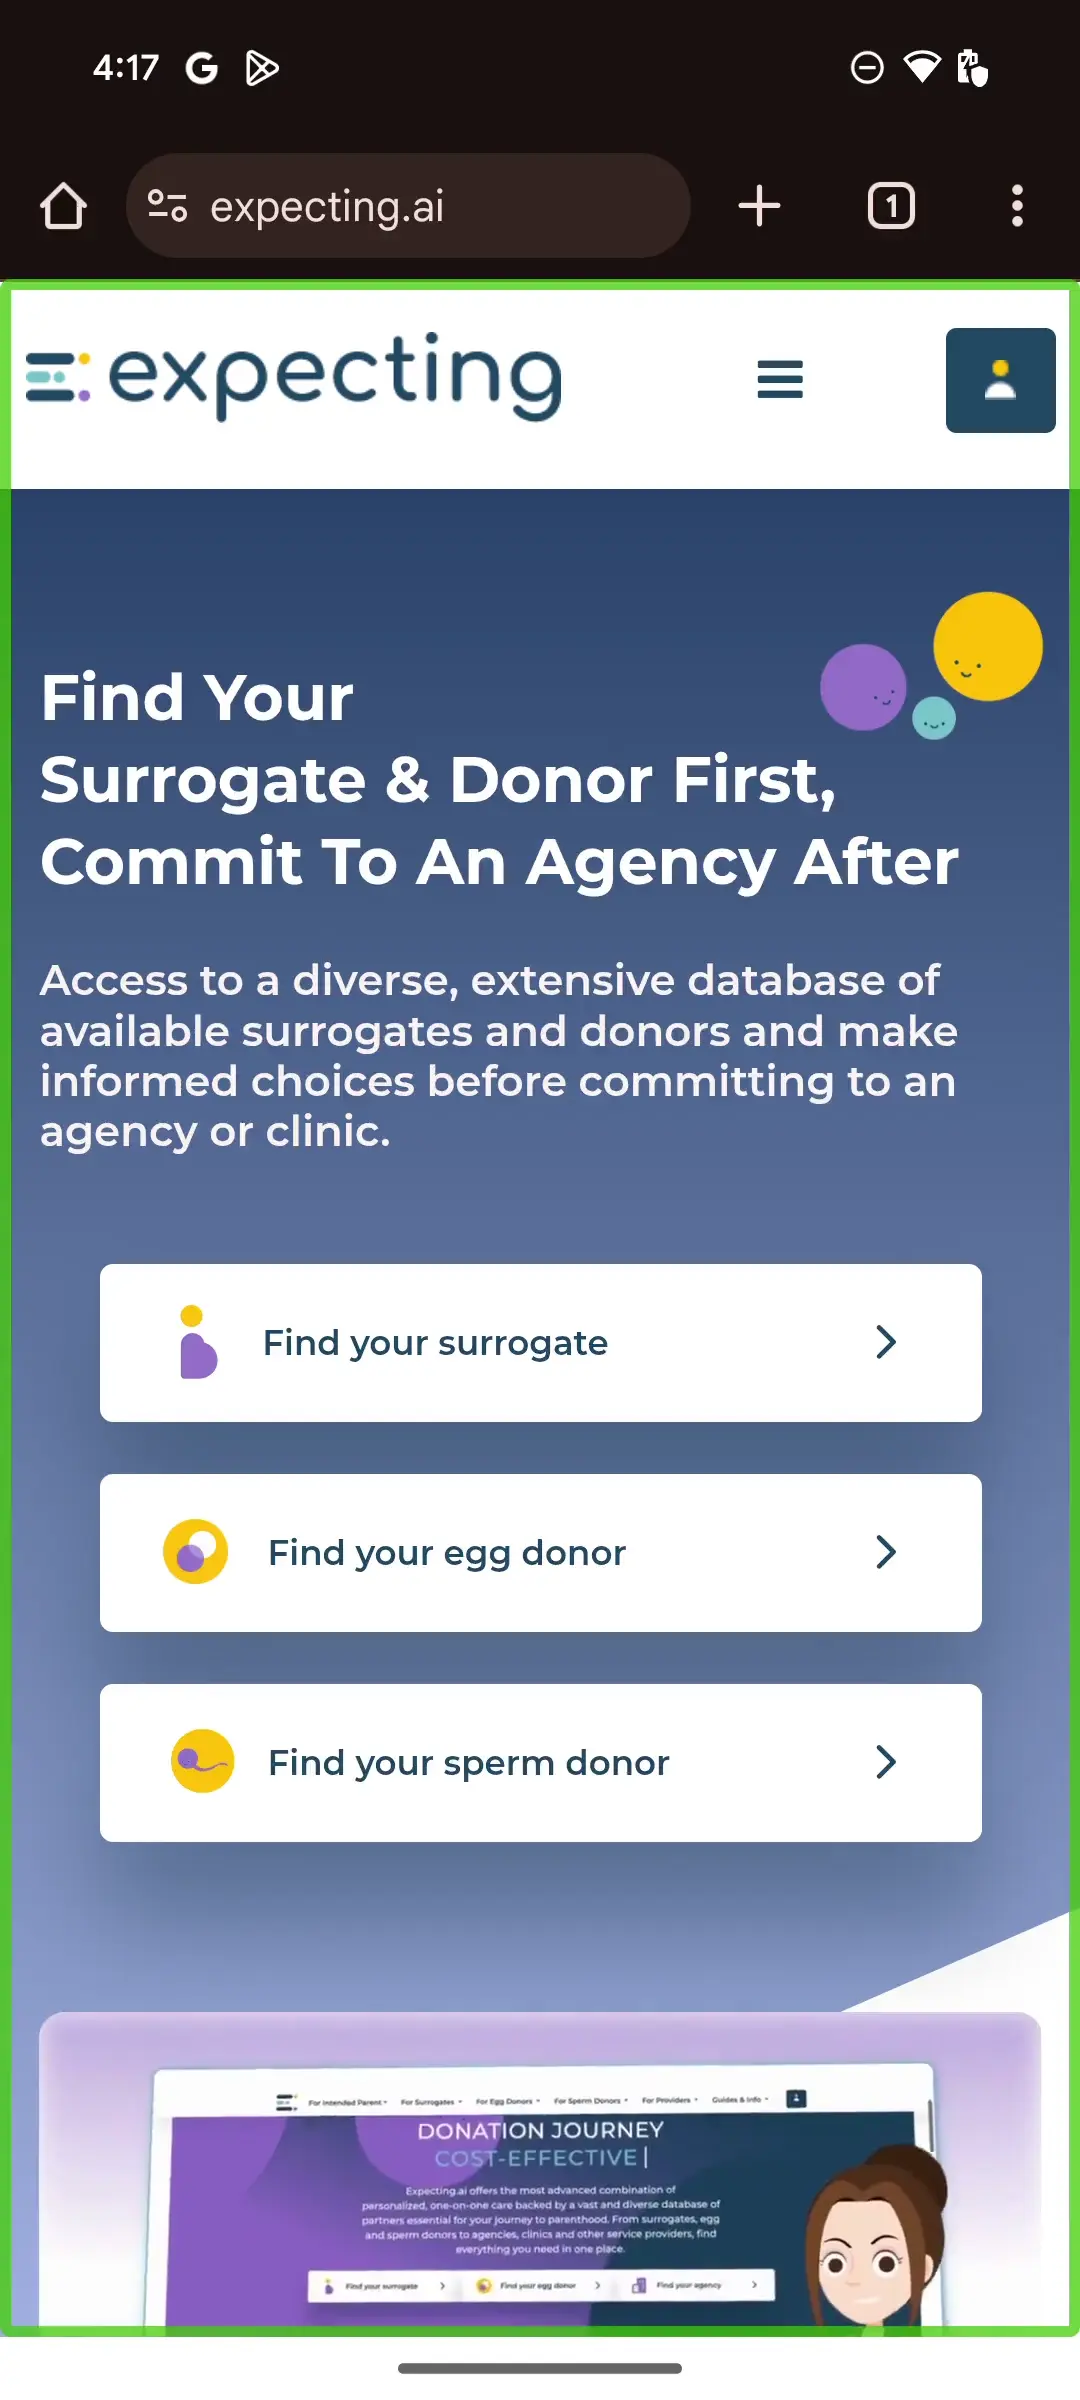 4:17
expecting.ai
1
expecting
Find Your
Surrogate & Donor First,
Commit To An Agency After
Access to a diverse, extensive database of
available surrogates and donors and make
informed choices before committing to an
agency or clinic.
Find your surrogate
Find your egg donor
Find your sperm donor
For Intended Parent For Surrogates For Egg Donors For Sperm Donors For Providers Guides & Info
DONATION JOURNEY
COST-EFFECTIVE
Expecting.ai offers the most advanced combination of
personalized, one-on-one care backed by a vast and diverse database of
partners essential for your journey to parenthood. From surrogates, egg
and sperm donors to agencies, clinics and other service providers, find
everything you need in one place.
Find your surrogate Find your egg donor Find your agency